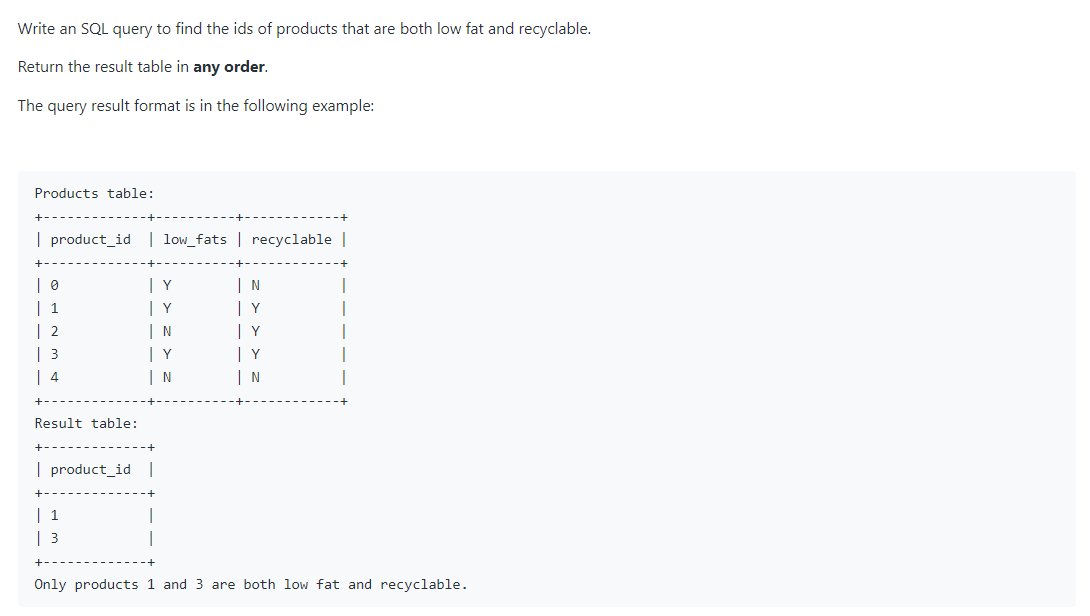 Write an SQL query to find the ids of products that are both low fat and recyclable.
Return the result table in any order.
The query result format is in the following example:
Products table:
+-------------+----------+------------+
| product_id  | low_fats | recyclable |
+-------------+----------+------------+
| 0           | Y        | N          |
| 1           | Y        | Y          |
| 2           | N        | Y          |
| 3           | Y        | Y          |
| 4           | N        | N          |
+-------------+----------+------------+
Result table:
+-------------+
| product_id  |
+-------------+
| 1           |
| 3           |
+-------------+
Only products 1 and 3 are both low fat and recyclable.